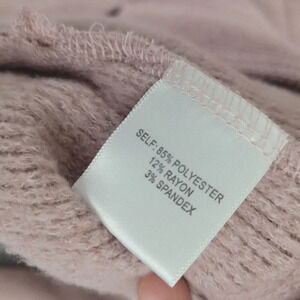 SELF: 85% POLYESTER
12% RAYON
3% SPANDEX